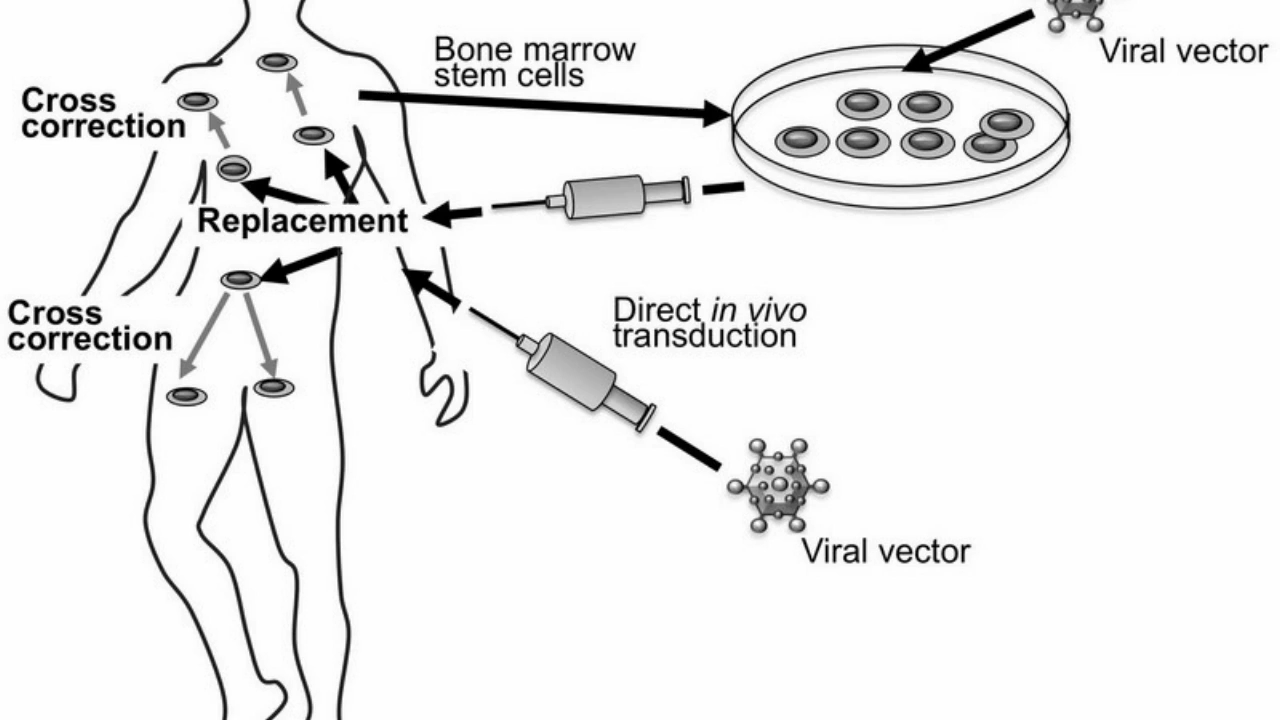 Bone marrow
stem cells
Viral vector
Cross
correction
Replacement
Cross
correction
Direct in vivo
transduction
Viral vector